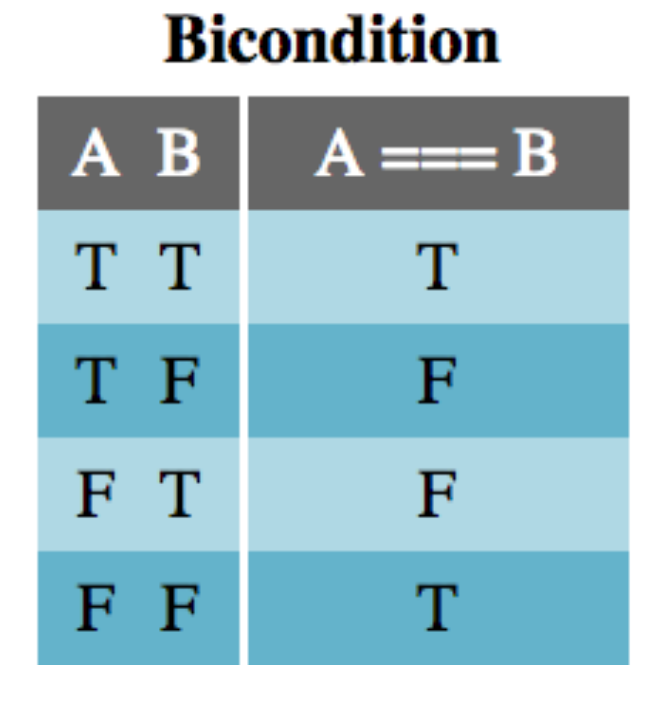 Bicondition
A B A === B
T T T
T F F
F T F
F F T